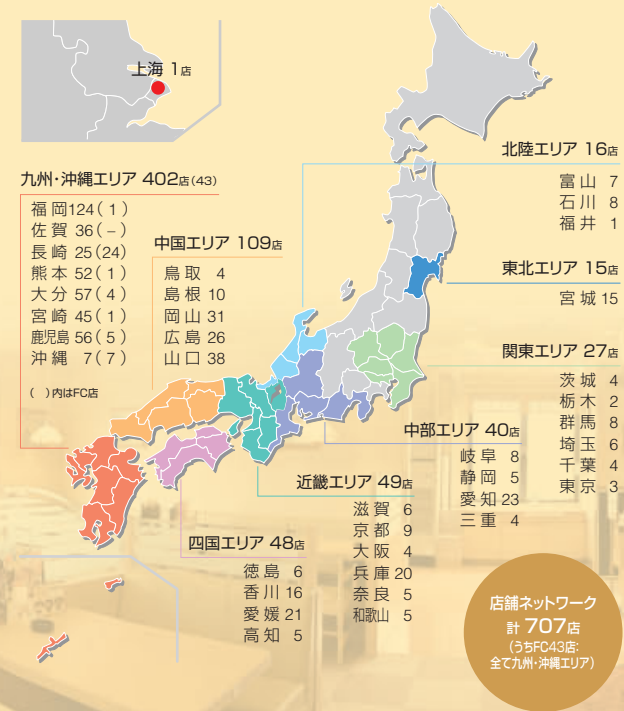 上海 1店
九州・沖縄エリア 402店(43)
福岡124( 1 )
佐賀 36( − )
長崎 25(24)
熊本 52( 1 )
大分 57( 4 )
宮崎 45( 1 )
鹿児島 56( 5 )
沖縄 7( 7 )
( )内はFC店
中国エリア 109店
鳥取 4
島根 10
岡山 31
広島 26
山口 38
北陸エリア 16店
富山 7
石川 8
福井 1
東北エリア 15店
宮城 15
関東エリア 27店
茨城 4
栃木 2
群馬 8
埼玉 6
千葉 4
東京 3
中部エリア 40店
岐阜 8
静岡 5
愛知 23
三重 4
近畿エリア 49店
滋賀 6
京都 9
大阪 4
兵庫 20
奈良 5
和歌山 5
四国エリア 48店
徳島 6
香川 16
愛媛 21
高知 5
店舗ネットワーク
計 707店
(うちFC43店:
全て九州・沖縄エリア)